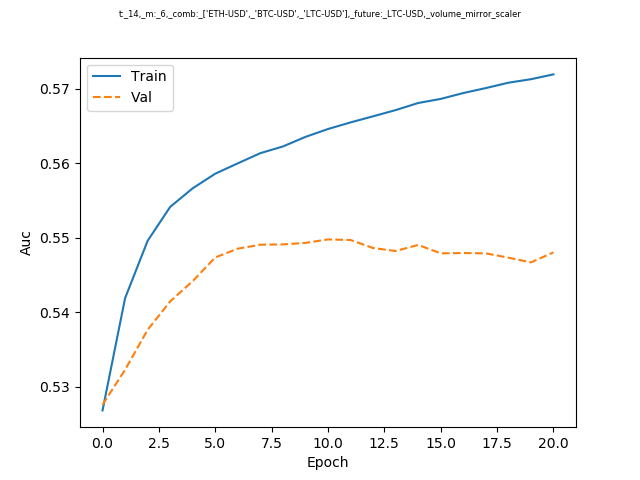 t:_14,_m:_6,_comb:_['ETH-USD',_'BTC-USD',_'LTC-USD'],_future:_LTC-USD,_volume_mirror_scaler
Train
Val
0.57
0.56
0.55
0.54
0.53
Auc
0.0 2.5 5.0 7.5 10.0 12.5 15.0 17.5 20.0
Epoch